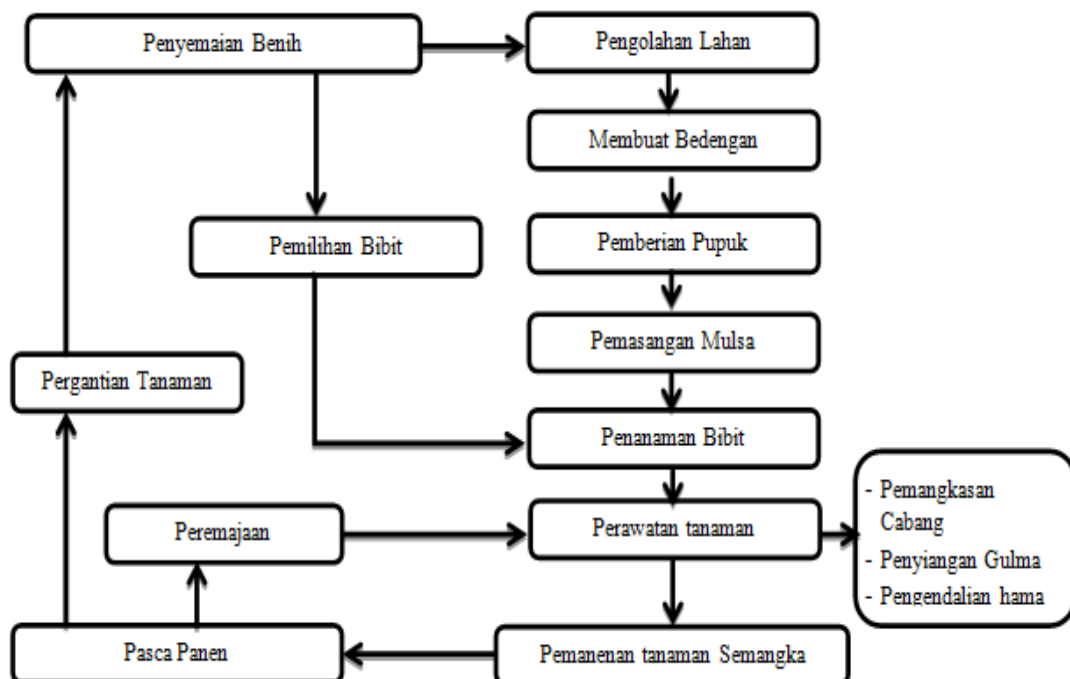 Penyemaian Benih
Pengolahan Lahan
Membuat Bedengan
Pemilihan Bibit
Pemberian Pupuk
Pemasangan Mulsa
Pergantian Tanaman
Penanaman Bibit
- Pemangkasan
Cabang
- Penyiangan Gulma
- Pengendalian hama
Peremajaan
Perawatan tanaman
Pasca Panen
Pemanenan tanaman Semangka